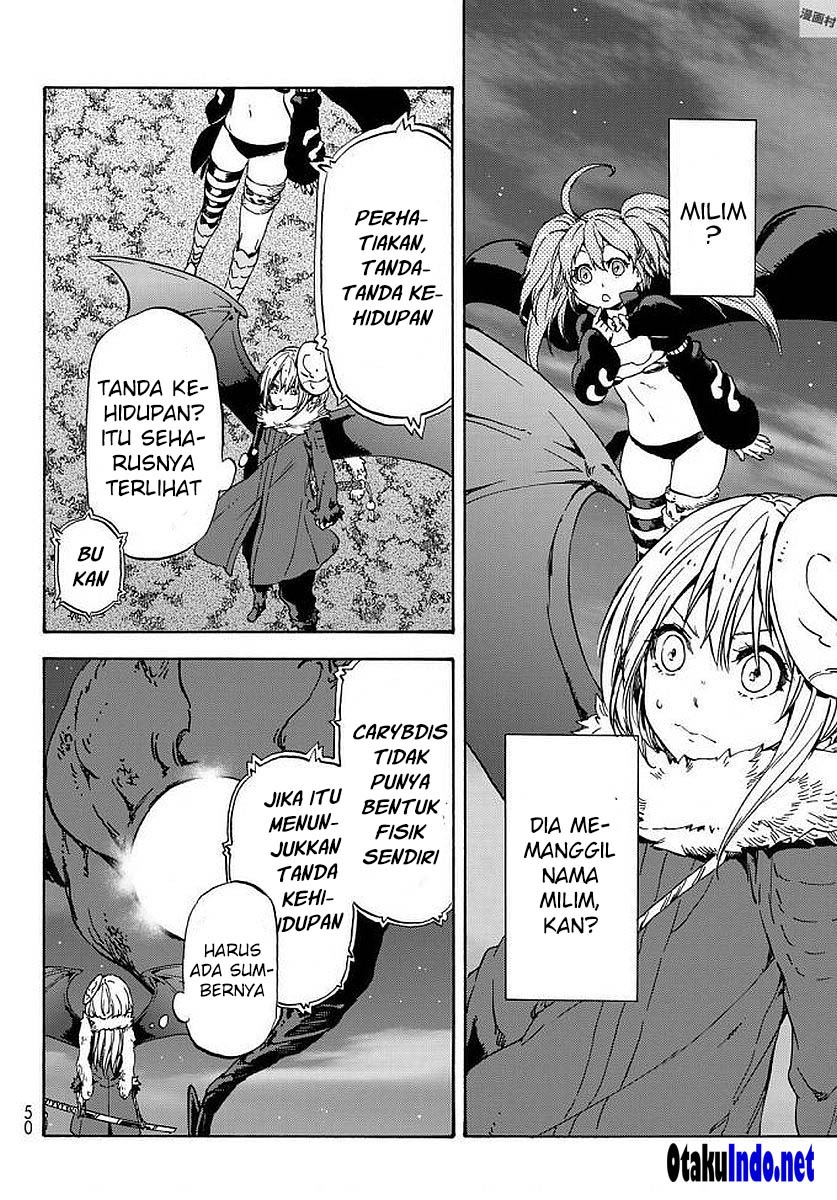 漫画村
MILIM
?
DIA ME-
MANGGIL
NAMA
MILIM,
KAN?
PERHA-
TIAKAN,
TANDA-
TANDA KE-
HIDUPAN
TANDA KE-
HIDUPAN?
ITU SEHA-
RUSNYA
TERLIHAT
BU
KAN
CARYBDIS
TIDAK
PUNYA
BENTUK
FISIK
SENDIRI
JIKA ITU
MENUN-
JUKKAN
TANDA
KEHI-
IDUPAN
HARUS
ADA SUM-
BERNYA
50
OtakuIndo.net